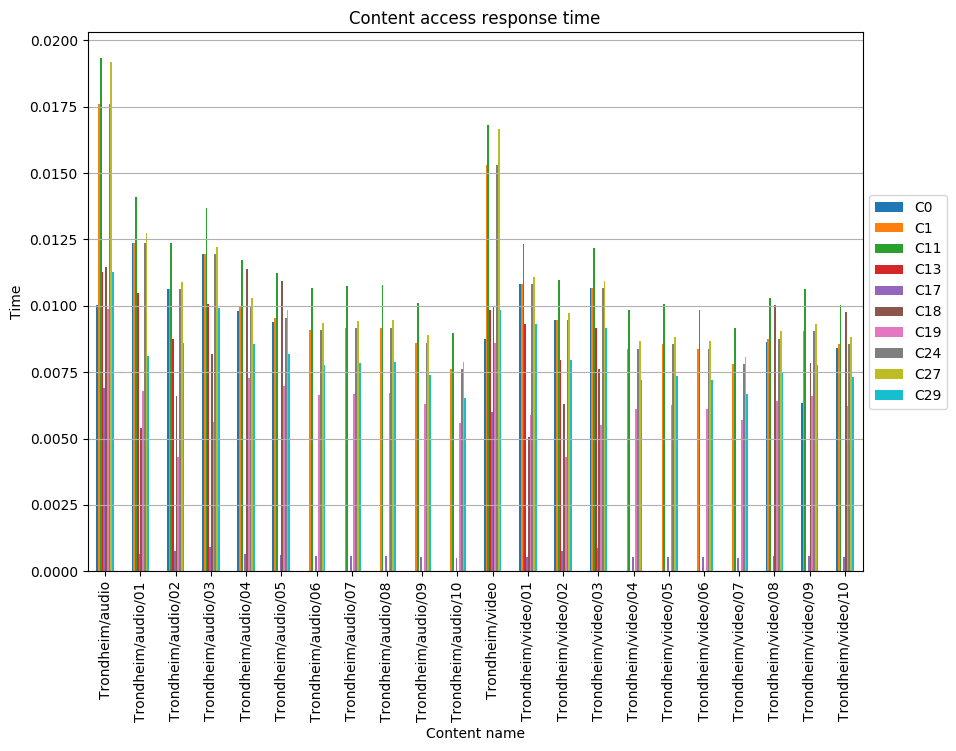 Content access response time
0.0200
0.0175
0.0150
0.0125
0.0100
0.0075
0.0050
0.0025
0.0000
Time
Trondheim/audio
Trondheim/audio/01
Trondheim/audio/02
Trondheim/audio/03
Trondheim/audio/04
Trondheim/audio/05
Trondheim/audio/06
Trondheim/audio/07
Trondheim/audio/08
Trondheim/audio/09
Trondheim/audio/10
Trondheim/video
Trondheim/video/01
Trondheim/video/02
Trondheim/video/03
Trondheim/video/04
Trondheim/video/05
Trondheim/video/06
Trondheim/video/07
Trondheim/video/08
Trondheim/video/09
Trondheim/video/10
Content name
C0
C1
C11
C13
C17
C18
C19
C24
C27
C29